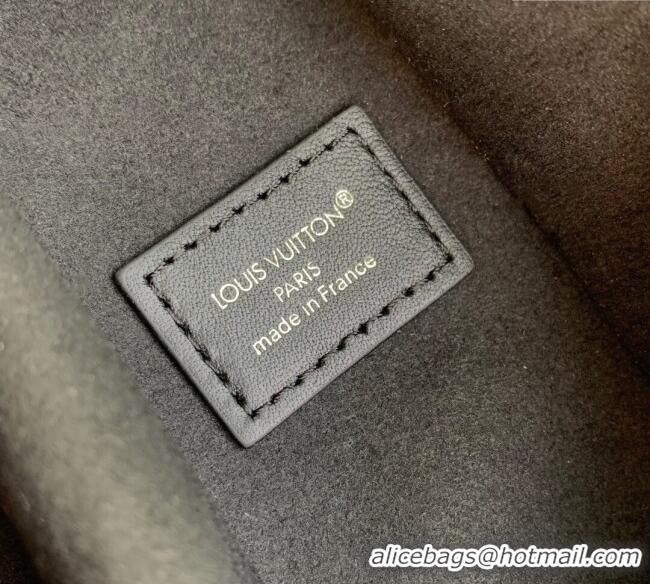 LOUIS VUITTON®
PARIS
made in France
alicebags@hotmail.com